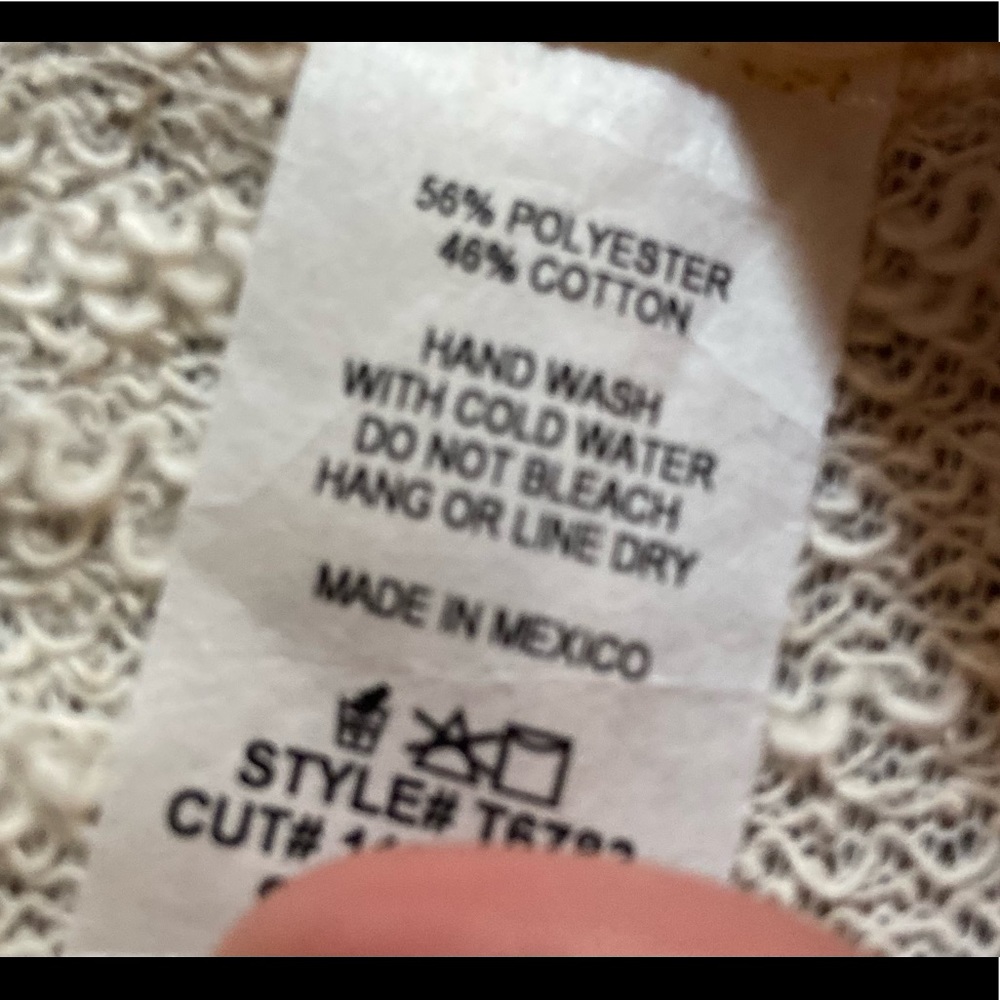 56% POLYESTER
46% COTTON
HAND WASH
WITH COLD WATER
DO NOT BLEACH
HANG OR LINE DRY
MADE IN MEXICO
STYLE# T6782
CUT#